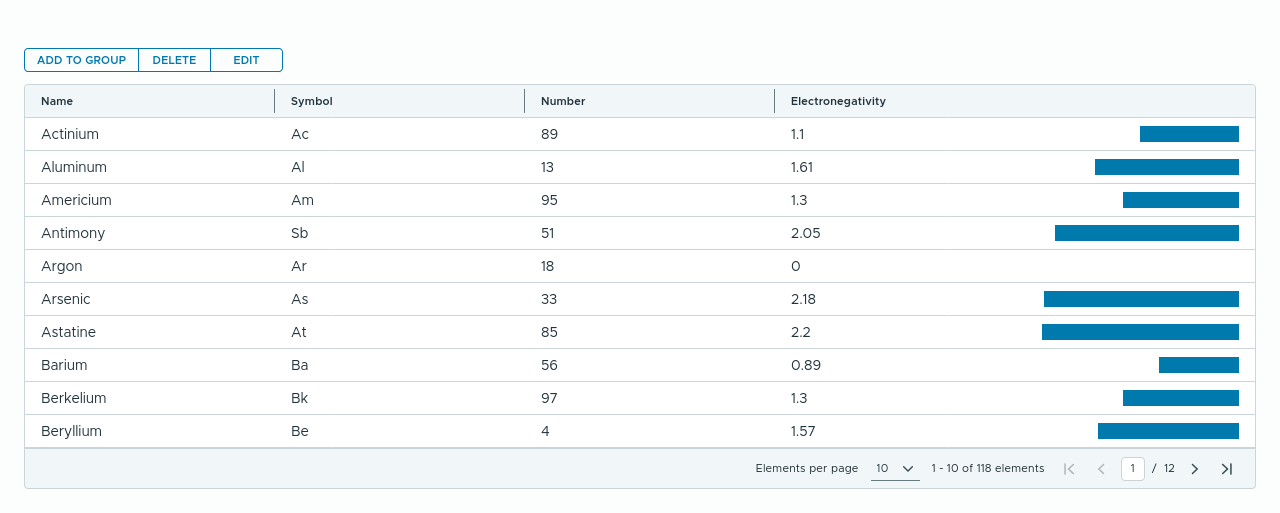 ADD TO GROUP DELETE EDIT
Name Symbol Number Electronegativity
Actinium Ac 89 1.1
Aluminum Al 13 1.61
Americium Am 95 1.3
Antimony Sb 51 2.05
Argon Ar 18 0
Arsenic As 33 2.18
Astatine At 85 2.2
Barium Ba 56 0.89
Berkelium Bk 97 1.3
Beryllium Be 4 1.57
Elements per page 10 1 - 10 of 118 elements 1 / 12